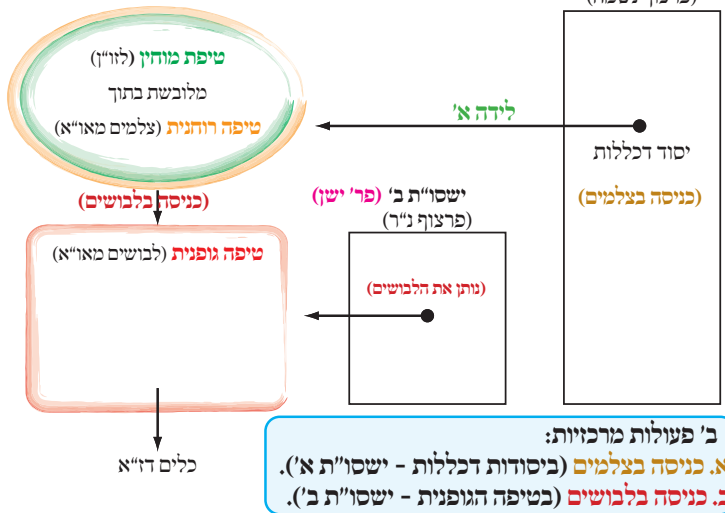 טיפת מוחין (לזו״ן)
מלובשת בתוך
טיפה רוחנית (צלמים מאו״א)
לידה א׳
יסוד דכללות
(כניסה בצלמים)
(כניסה בלבושים)
ישסו״ת ב׳ (פר׳ ישן)
(פרצוף נ״ר)
טיפה גופנית (לבושים מאו״א)
(נותן את הלבושים)
כלים דז״א
ב׳ פעולות מרכזיות:
א. כניסה בצלמים (ביסודות דכללות - ישסו״ת א׳).
ב. כניסה בלבושים (בטיפה הגופנית - ישסו״ת ב׳).